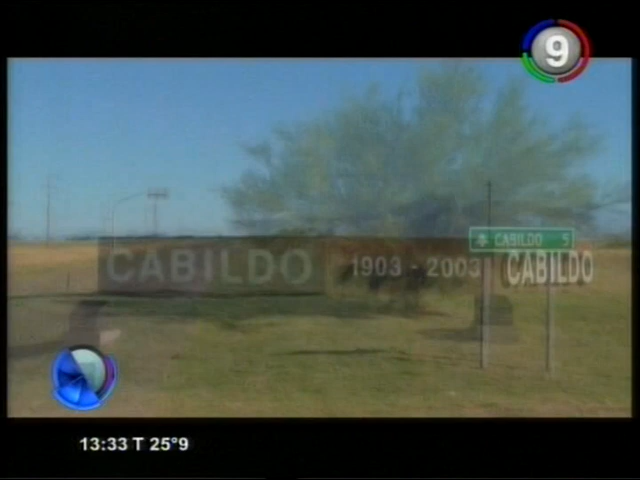 9
CABILDO 1903 - 2003
CABILDO 5
CABILDO
13:33 T 25°9